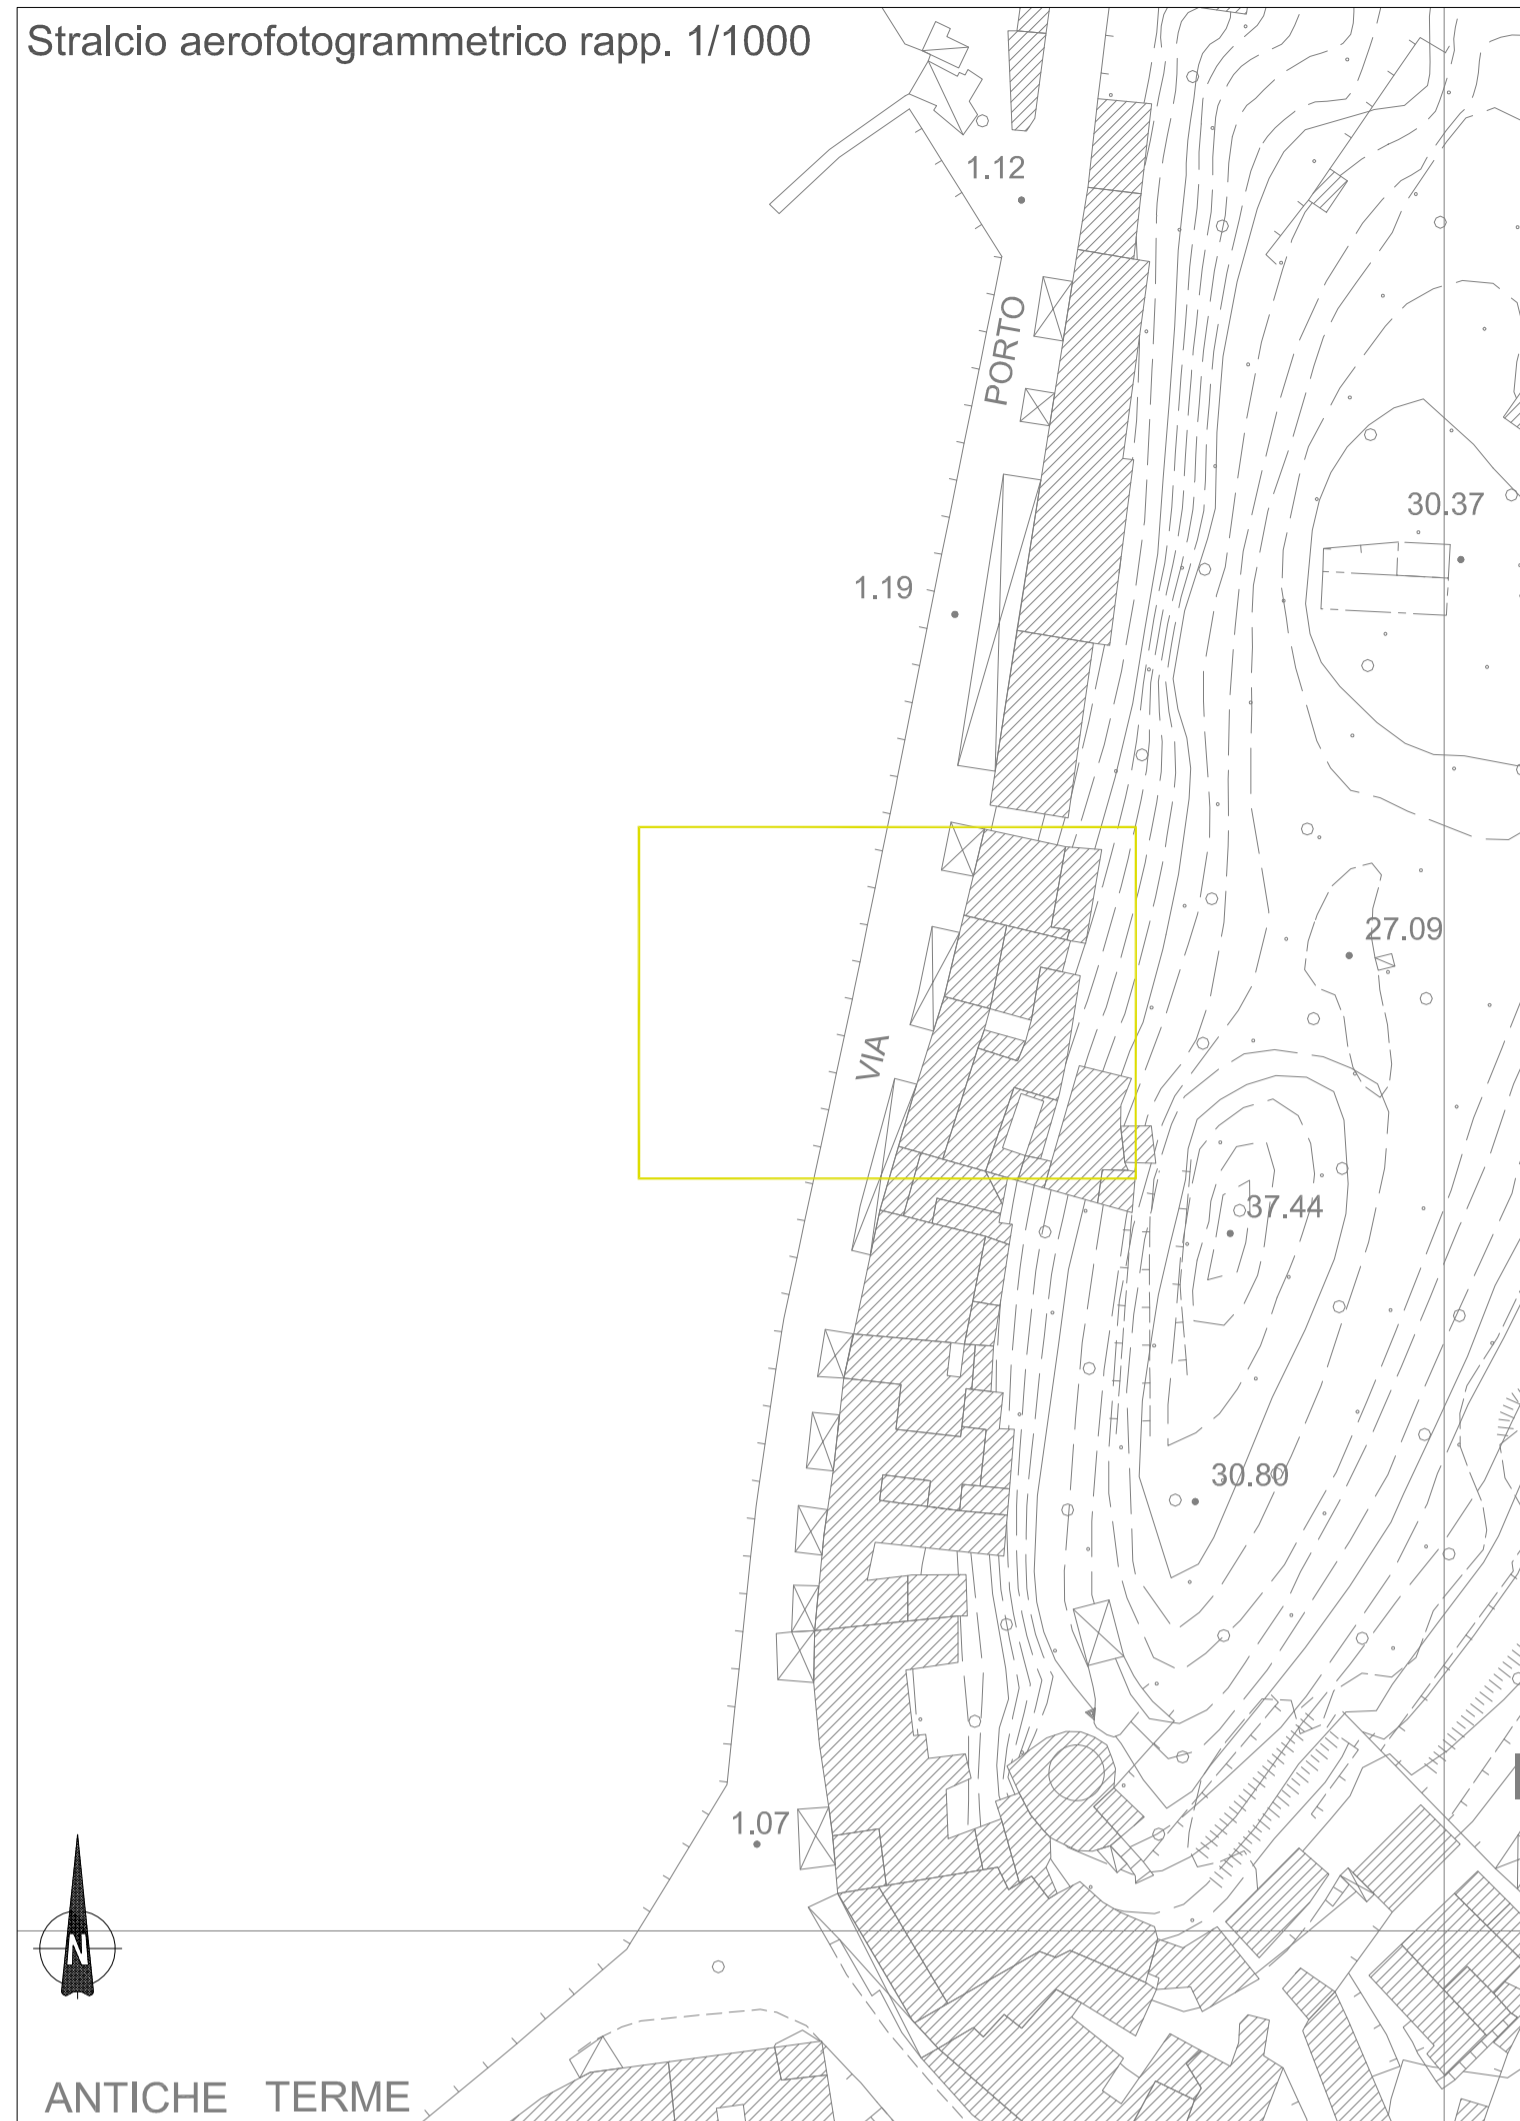 Stralcio aerofotogrammetrico rapp. 1/1000
1.12
PORTO
30.37
1.19
27.09
VIA
37.44
30.80
1.07
N
ANTICHE TERME